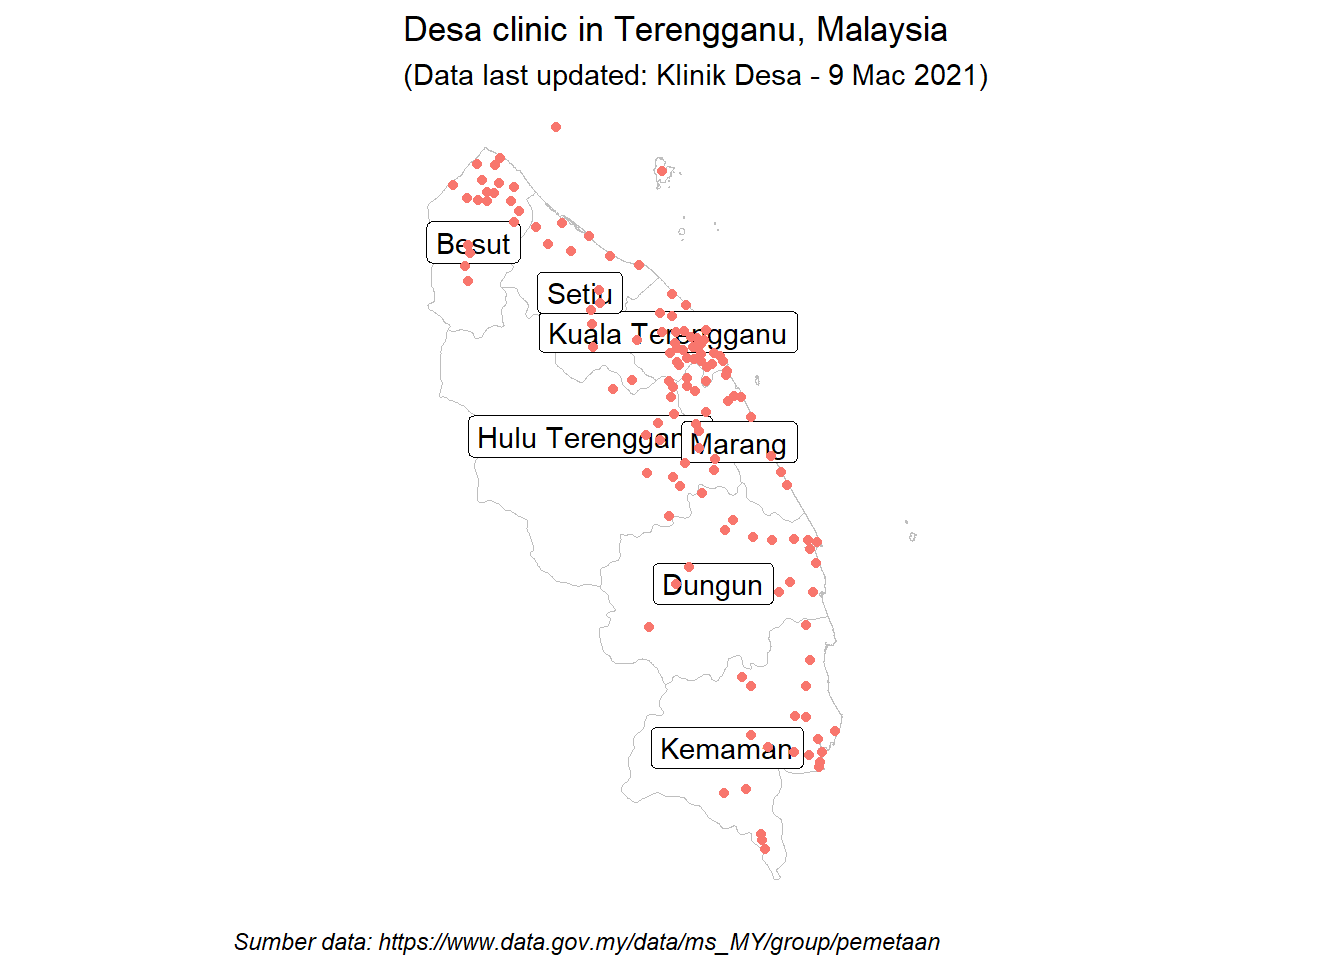 Desa clinic in Terengganu, Malaysia
(Data last updated: Klinik Desa - 9 Mac 2021)
Besut
Setiu
Kuala Terengganu
Hulu Terenggan
Marang
Dungun
Kemaman
Sumber data: https://www.data.gov.my/data/ms_MY/group/pemetaan